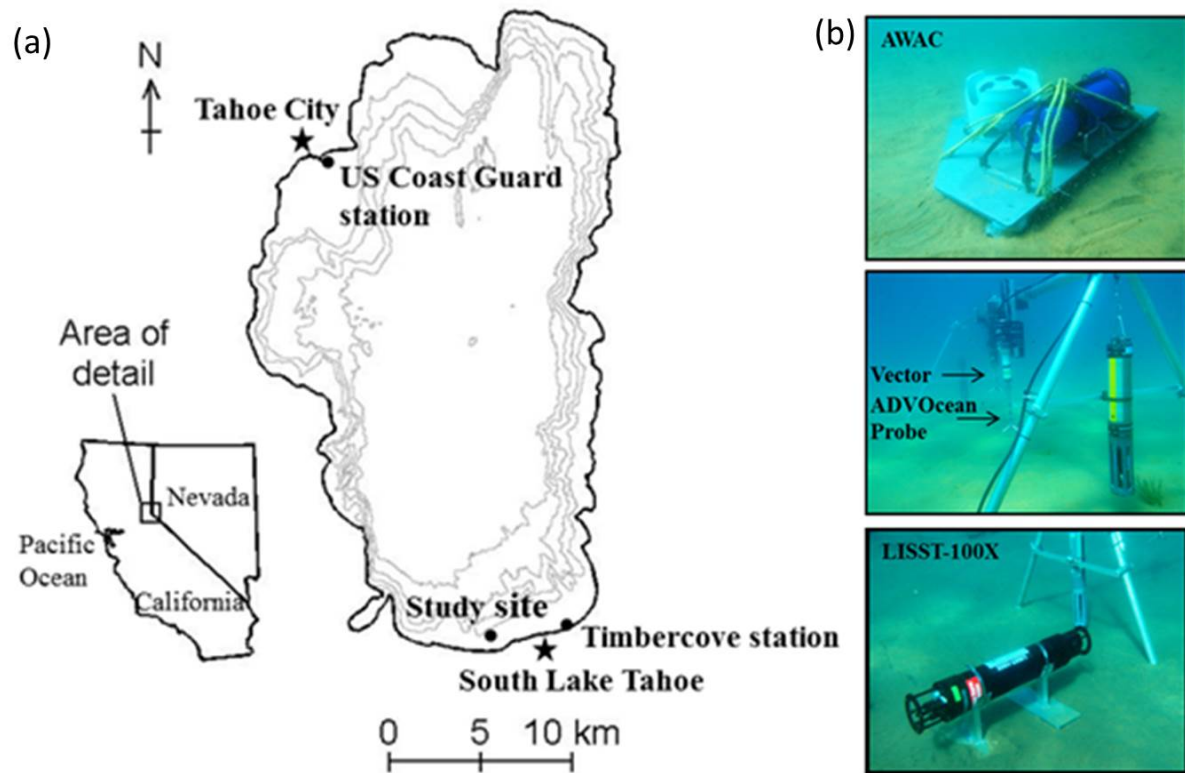 (a)
N
Tahoe City
US Coast Guard
station
Area of
detail
Nevada
Pacific
Ocean
California
Study site
Timbercove station
South Lake Tahoe
0 5 10 km
(b)
AWAC
Vector
ADVOcean
Probe
LISST-100X